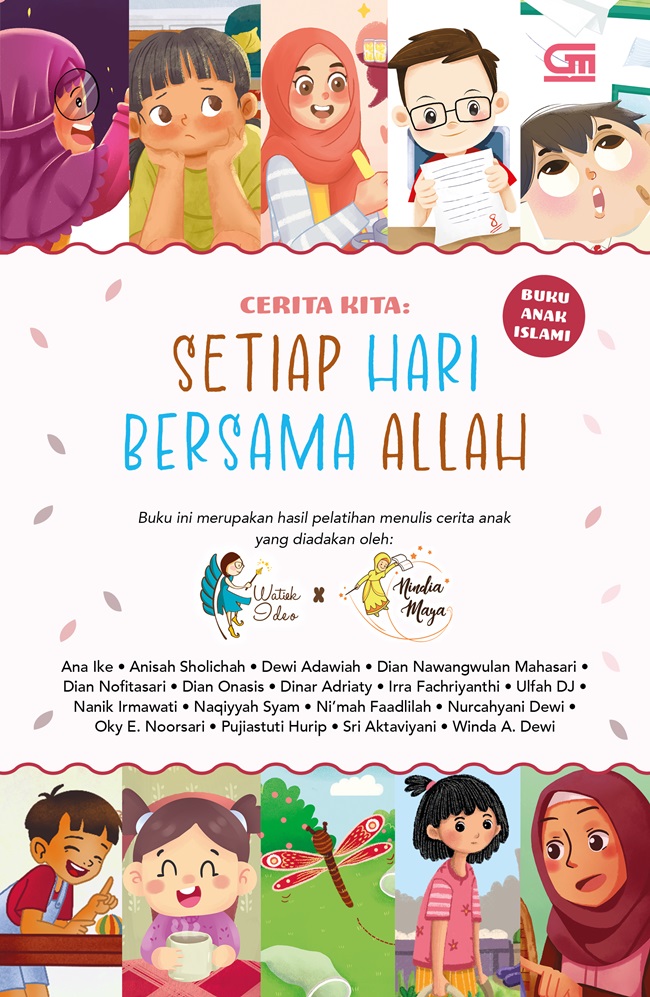 GM
CERITA KITA:
BUKU
ANAK
ISLAMI
SETIAP HARI
BERSAMA ALLAH
Buku ini merupakan hasil pelatihan menulis cerita anak
yang diadakan oleh:
Watiek
Ideo
x
Nindia
Maya
Ana Ike • Anisah Sholichah • Dewi Adawiah • Dian Nawangwulan Mahasari •
Dian Nofitasari • Dian Onasis • Dinar Adriaty • Irra Fachriyanthi • Ulfah DJ •
Nanik Irmawati • Naqiyyah Syam • Ni'mah Faadlilah • Nurcahyani Dewi •
Oky E. Noorsari • Pujiastuti Hurip • Sri Aktaviyani • Winda A. Dewi
8